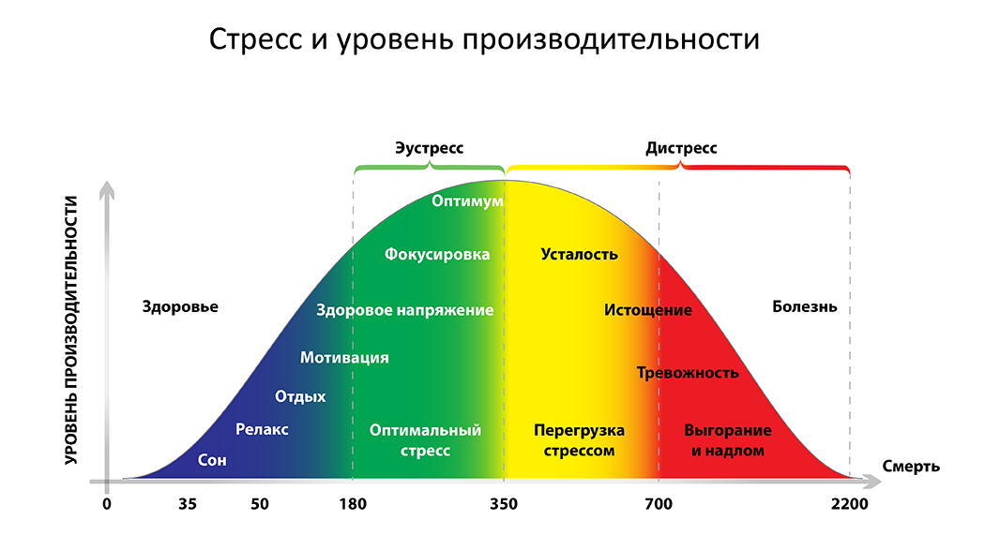 Стресс и уровень производительности
Эустресс
Дистресс
УРОВЕНЬ ПРОИЗВОДИТЕЛЬНОСТИ
Оптимум
Фокусировка
Усталость
Здоровье
Здоровое напряжение
Истощение
Болезнь
Мотивация
Тревожность
Отдых
Релакс
Оптимальный
стресс
Перегрузка
стрессом
Выгорание
и надлом
Сон
Смерть
0
35
50
180
350
700
2200